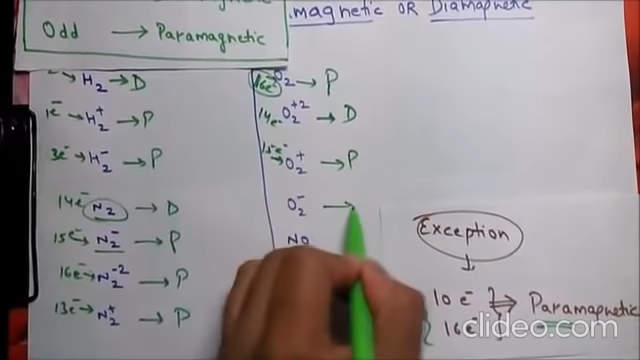 magnetic OR Diamagnetic
Odd → Paramagnetic
H₂ → D
1e⁻ → H₂⁺ → P
3e⁻ → H₂⁻ → P
14e⁻ N₂ → D
15e⁻ → N₂⁻ → P
16e⁻ → N₂⁻² → P
13e⁻ → N₂⁺ → P
16e⁻ O₂ → P
14e⁻ O₂⁺² → D
15e⁻ → O₂⁺ → P
O₂⁻ →
NO
Exception
↓
10 e⁻ ⇒ Paramagnetic
16e⁻
clideo.com